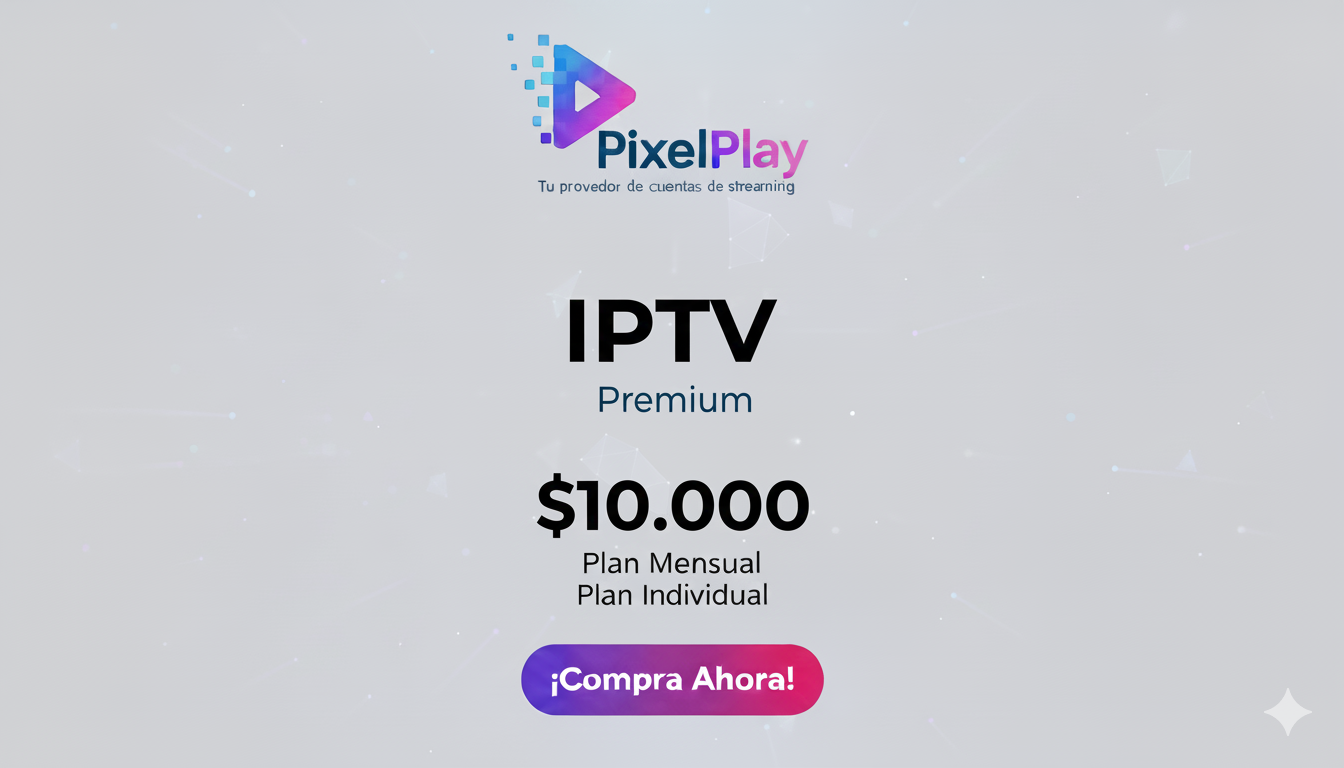 PixelPlay
Tu provedor de cuentas de streaming
IPTV
Premium
$10.000
Plan Mensual
Plan Individual
¡Compra Ahora!